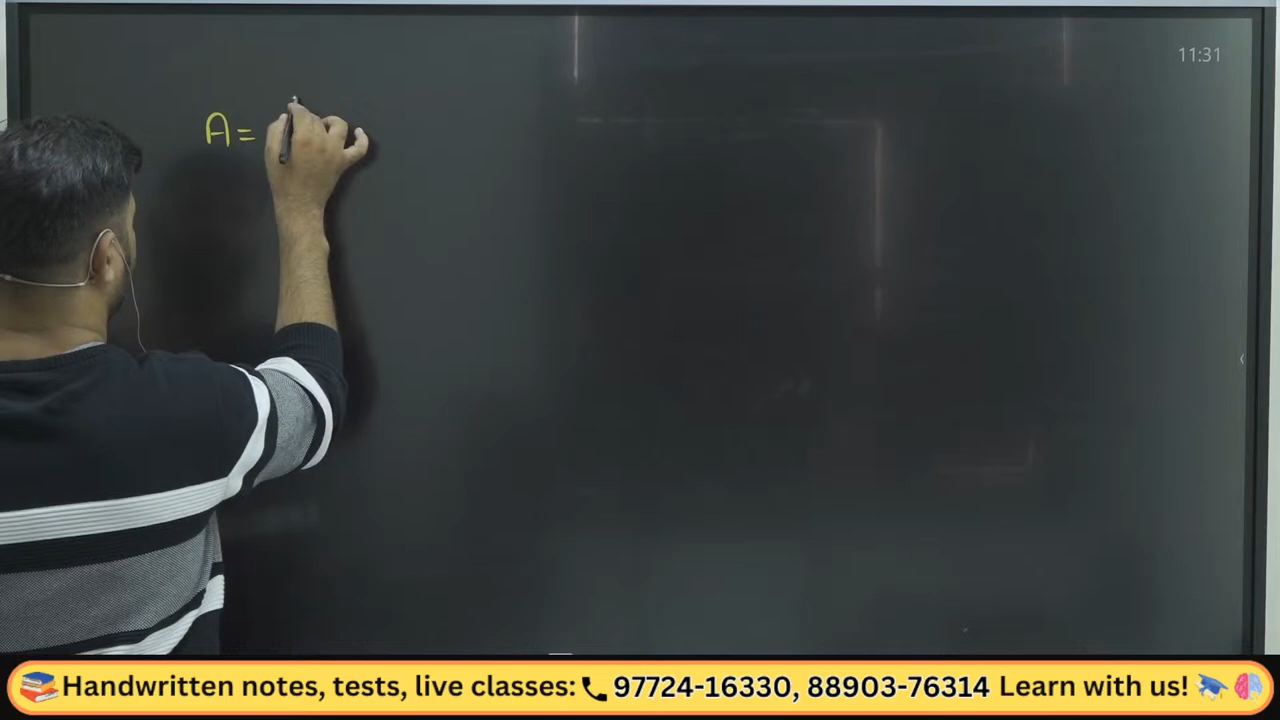 11:31
A=
Handwritten notes, tests, live classes: 97724-16330, 88903-76314 Learn with us!